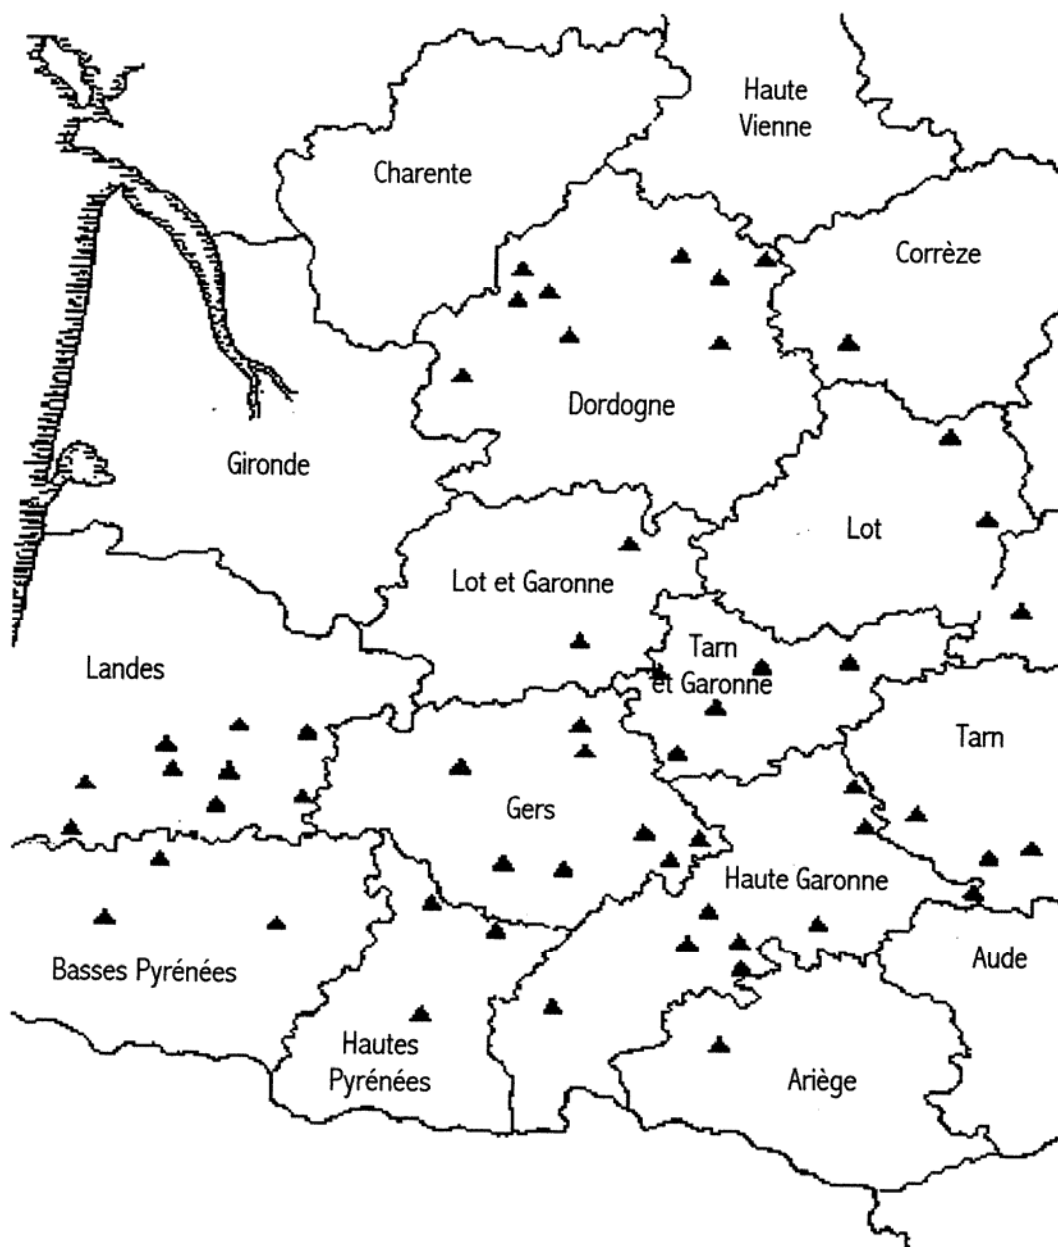 Haute
Vienne
Charente
Corrèze
Dordogne
Gironde
Lot
Lot et Garonne
Tarn
et Garonne
Landes
Tarn
Gers
Haute Garonne
Aude
Basses Pyrénées
Hautes
Pyrénées
Ariège